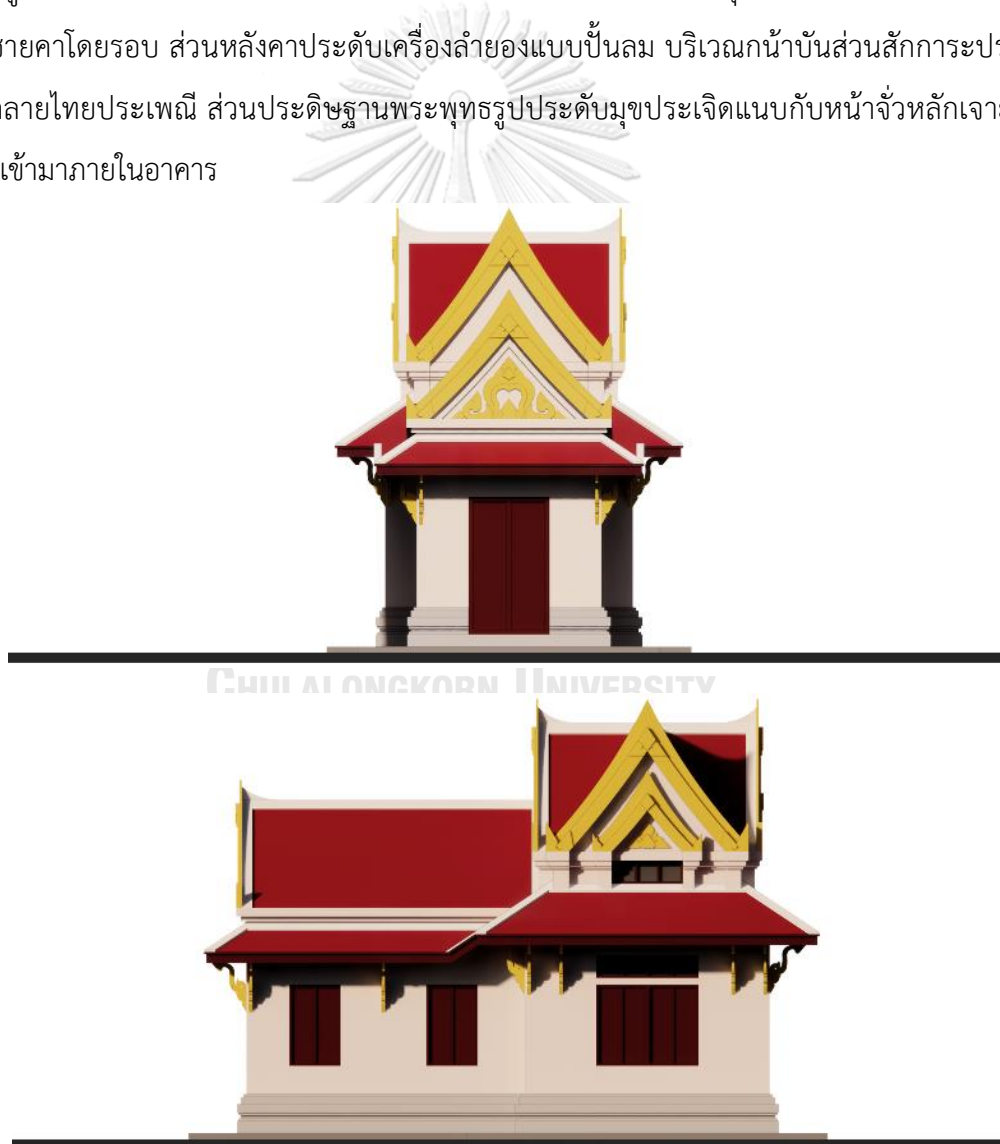 ชายคาโดยรอบ ส่วนหลังคาประดับเครื่องลำยองแบบปั้นลม บริเวณกน้าบันส่วนสักการะ
ลายไทยประเพณี ส่วนประดิษฐานพระพุทธรูปประดับมุขประเจิดแนบกับหน้าจั่วหลักเจาะ
เข้ามาภายในอาคาร
CHULALONGKORN UNIVERSITY